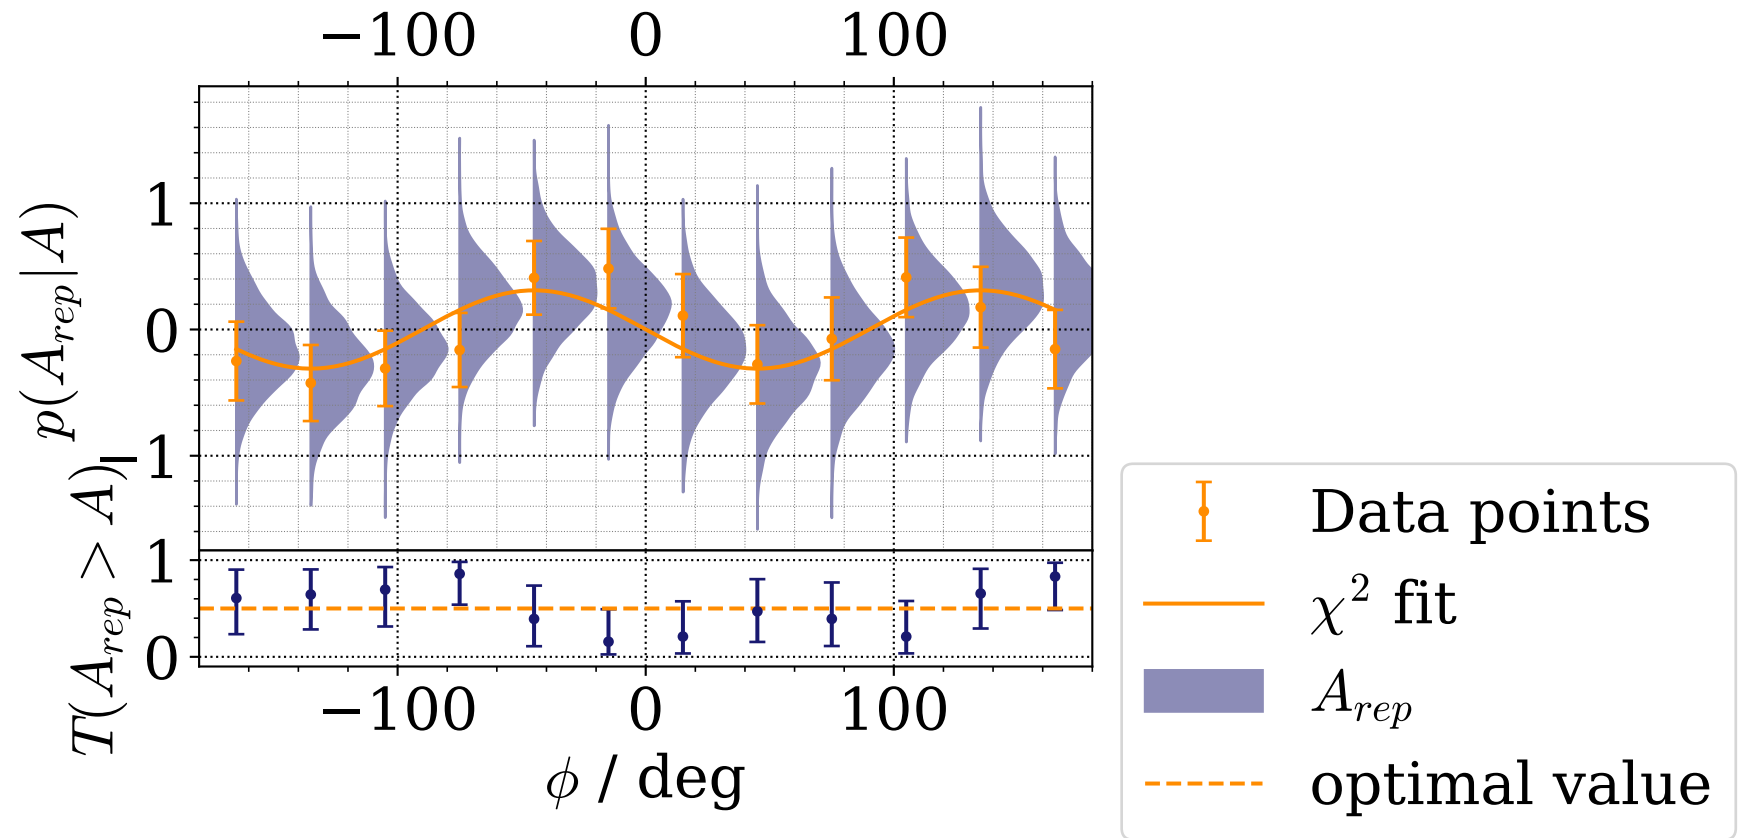 −100 0 100
p(A_rep|A)
1
0
−1
T(A_rep > A)
1
0
−100 0 100
ϕ / deg
Data points
χ² fit
A_rep
optimal value